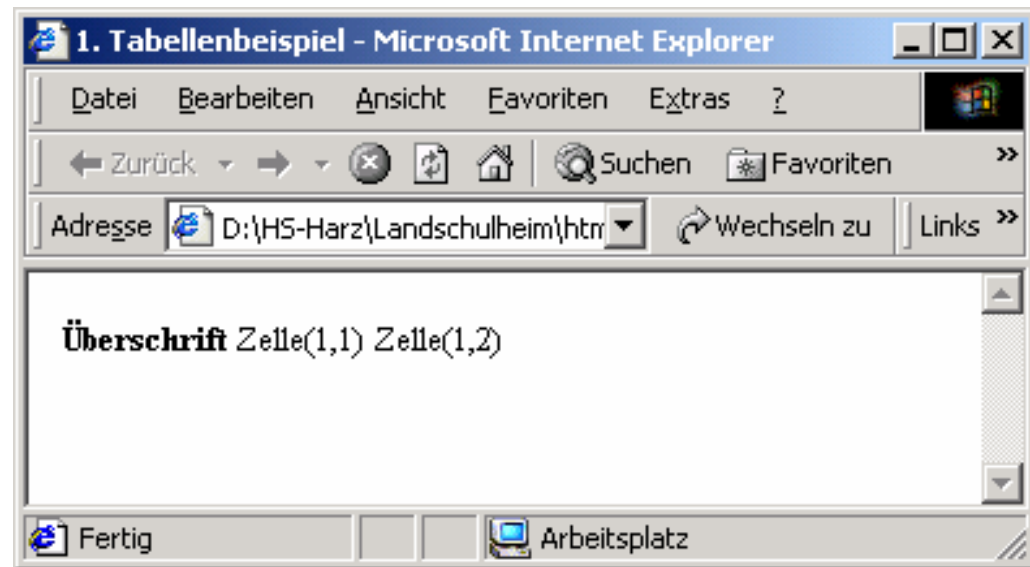 1. Tabellenbeispiel - Microsoft Internet Explorer
Datei Bearbeiten Ansicht Favoriten Extras ?
Zurück Suchen Favoriten »
Adresse D:\HS-Harz\Landschulheim\htm Wechseln zu Links »
Überschrift Zelle(1,1) Zelle(1,2)
Fertig Arbeitsplatz